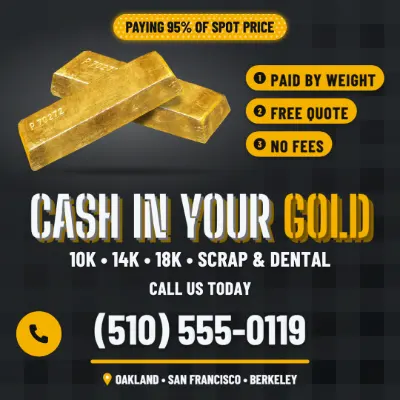 PAYING 95% OF SPOT PRICE
1 PAID BY WEIGHT
2 FREE QUOTE
3 NO FEES
P 70272
CASH IN YOUR GOLD
10K • 14K • 18K • SCRAP & DENTAL
CALL US TODAY
(510) 555-0119
OAKLAND • SAN FRANCISCO • BERKELEY